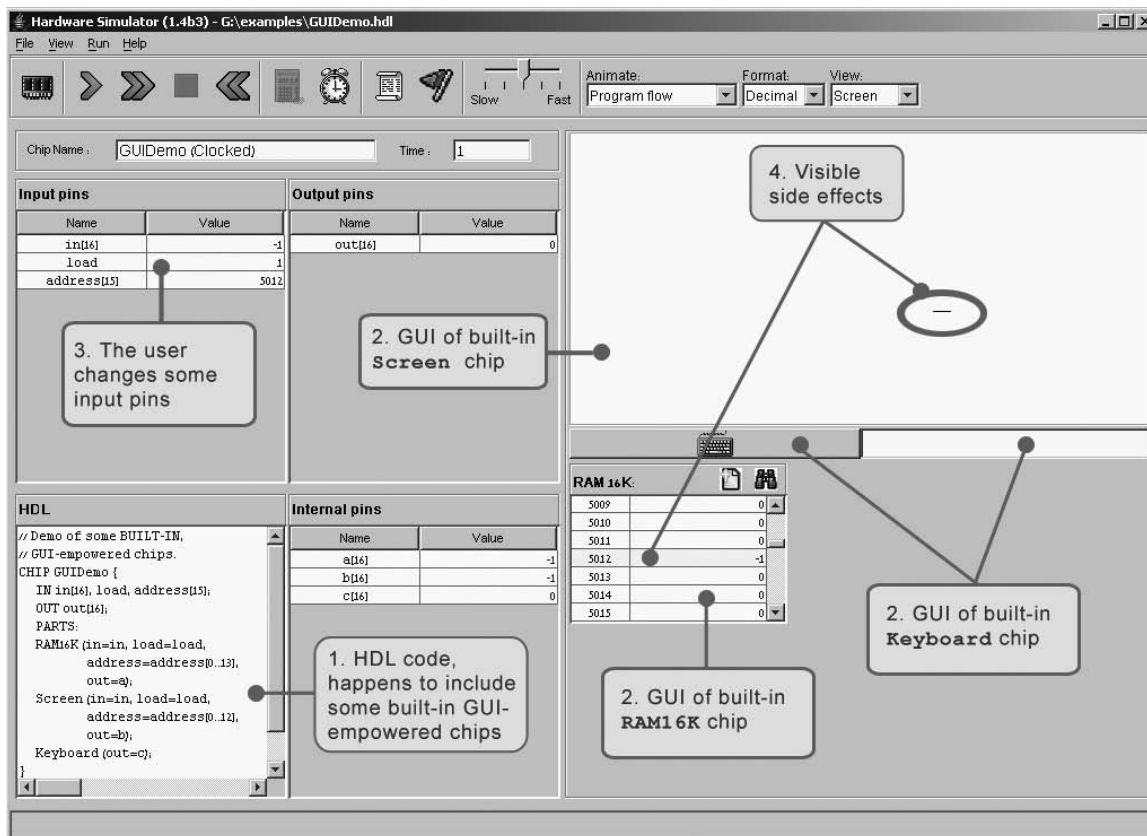 Hardware Simulator (1.4b3) - G:\examples\GUIDemo.hdl
File View Run Help
Slow Fast
Animate:
Program flow
Format:
Decimal
View:
Screen
Chip Name :
GUIDemo (Clocked)
Time :
1
Input pins
Name Value
in[16] -1
load 1
address[15] 5012
3. The user
changes some
input pins
Output pins
Name Value
out[16] 0
2. GUI of built-in
Screen chip
4. Visible
side effects
HDL
// Demo of some BUILT-IN,
// GUI-empowered chips.
CHIP GUIDemo {
IN in[16], load, address[15];
OUT out[16];
PARTS:
RAM16K (in=in, load=load,
address=address[0..13],
out=a);
Screen (in=in, load=load,
address=address[0..12],
out=b);
Keyboard (out=c);
}
Internal pins
Name Value
a[16] -1
b[16] -1
c[16] 0
1. HDL code,
happens to include
some built-in GUI-
empowered chips
RAM 16K:
5009 0
5010 0
5011 0
5012 -1
5013 0
5014 0
5015 0
2. GUI of built-in
RAM16K chip
2. GUI of built-in
Keyboard chip